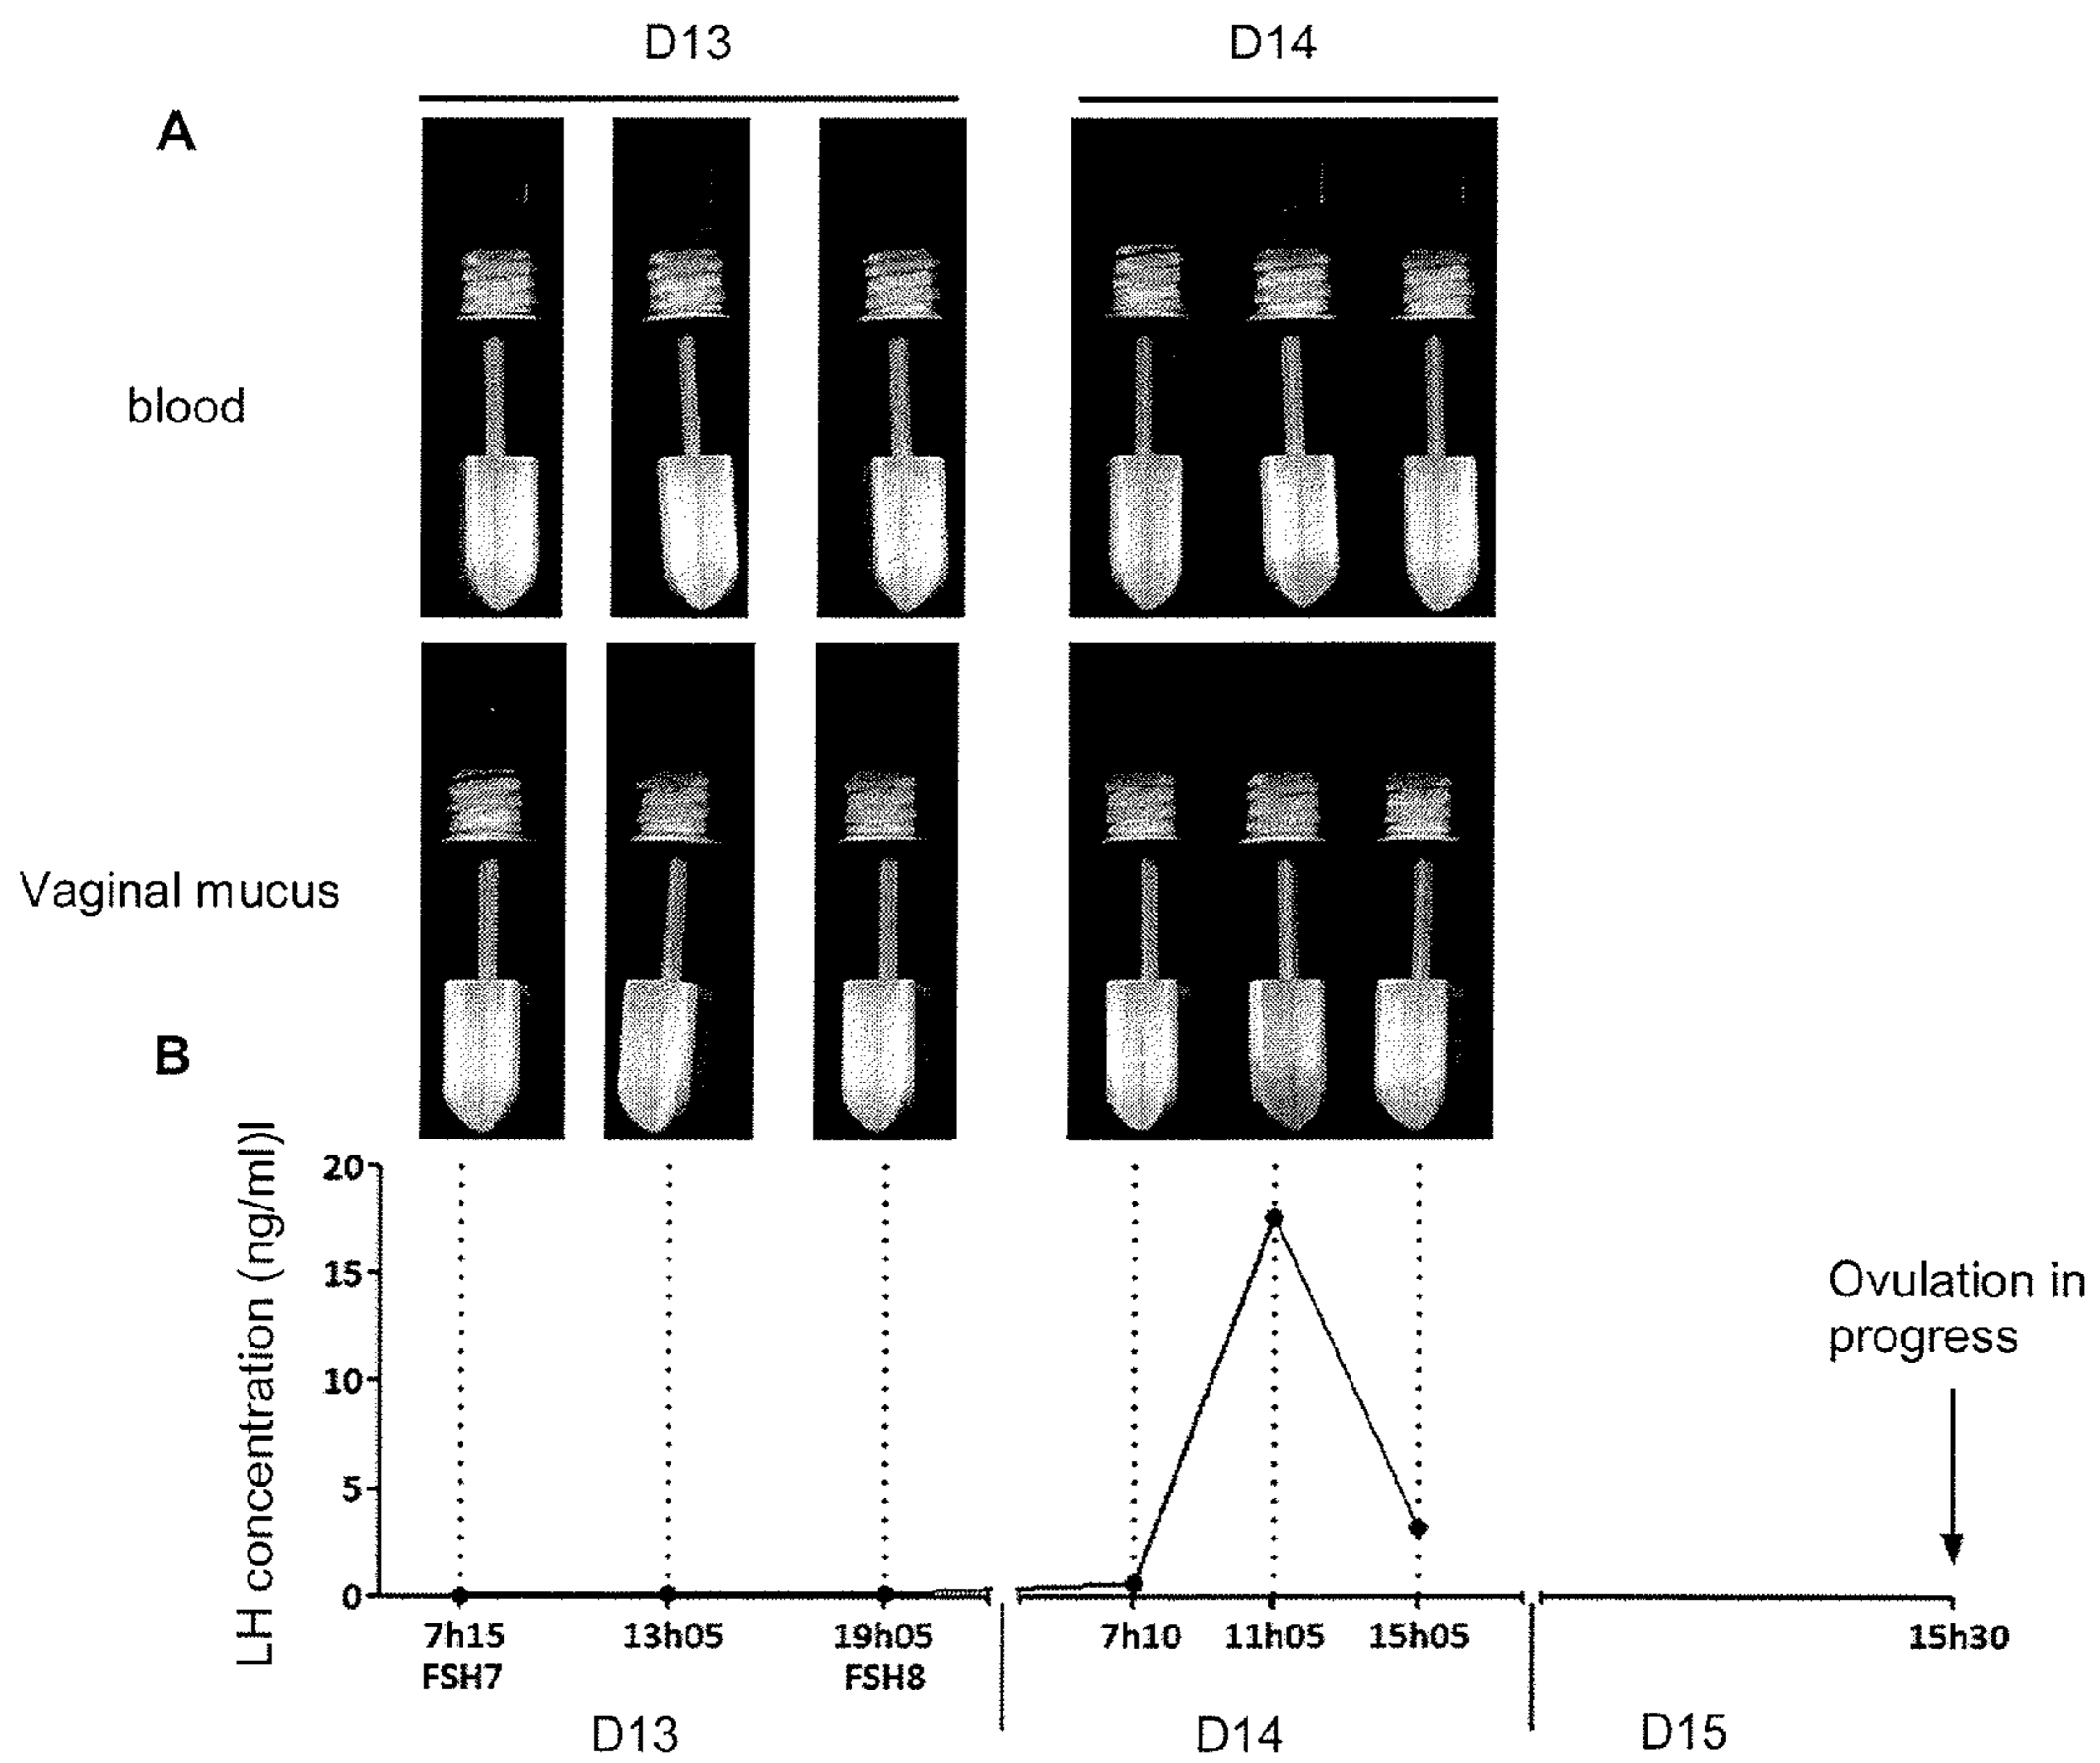 D13 D14
A
blood
Vaginal mucus
B
LH concentration (ng/ml)l
20
15
10
5
0
Ovulation in
progress
7h15 13h05 19h05 7h10 11h05 15h05 15h30
FSH7 FSH8
D13 D14 D15